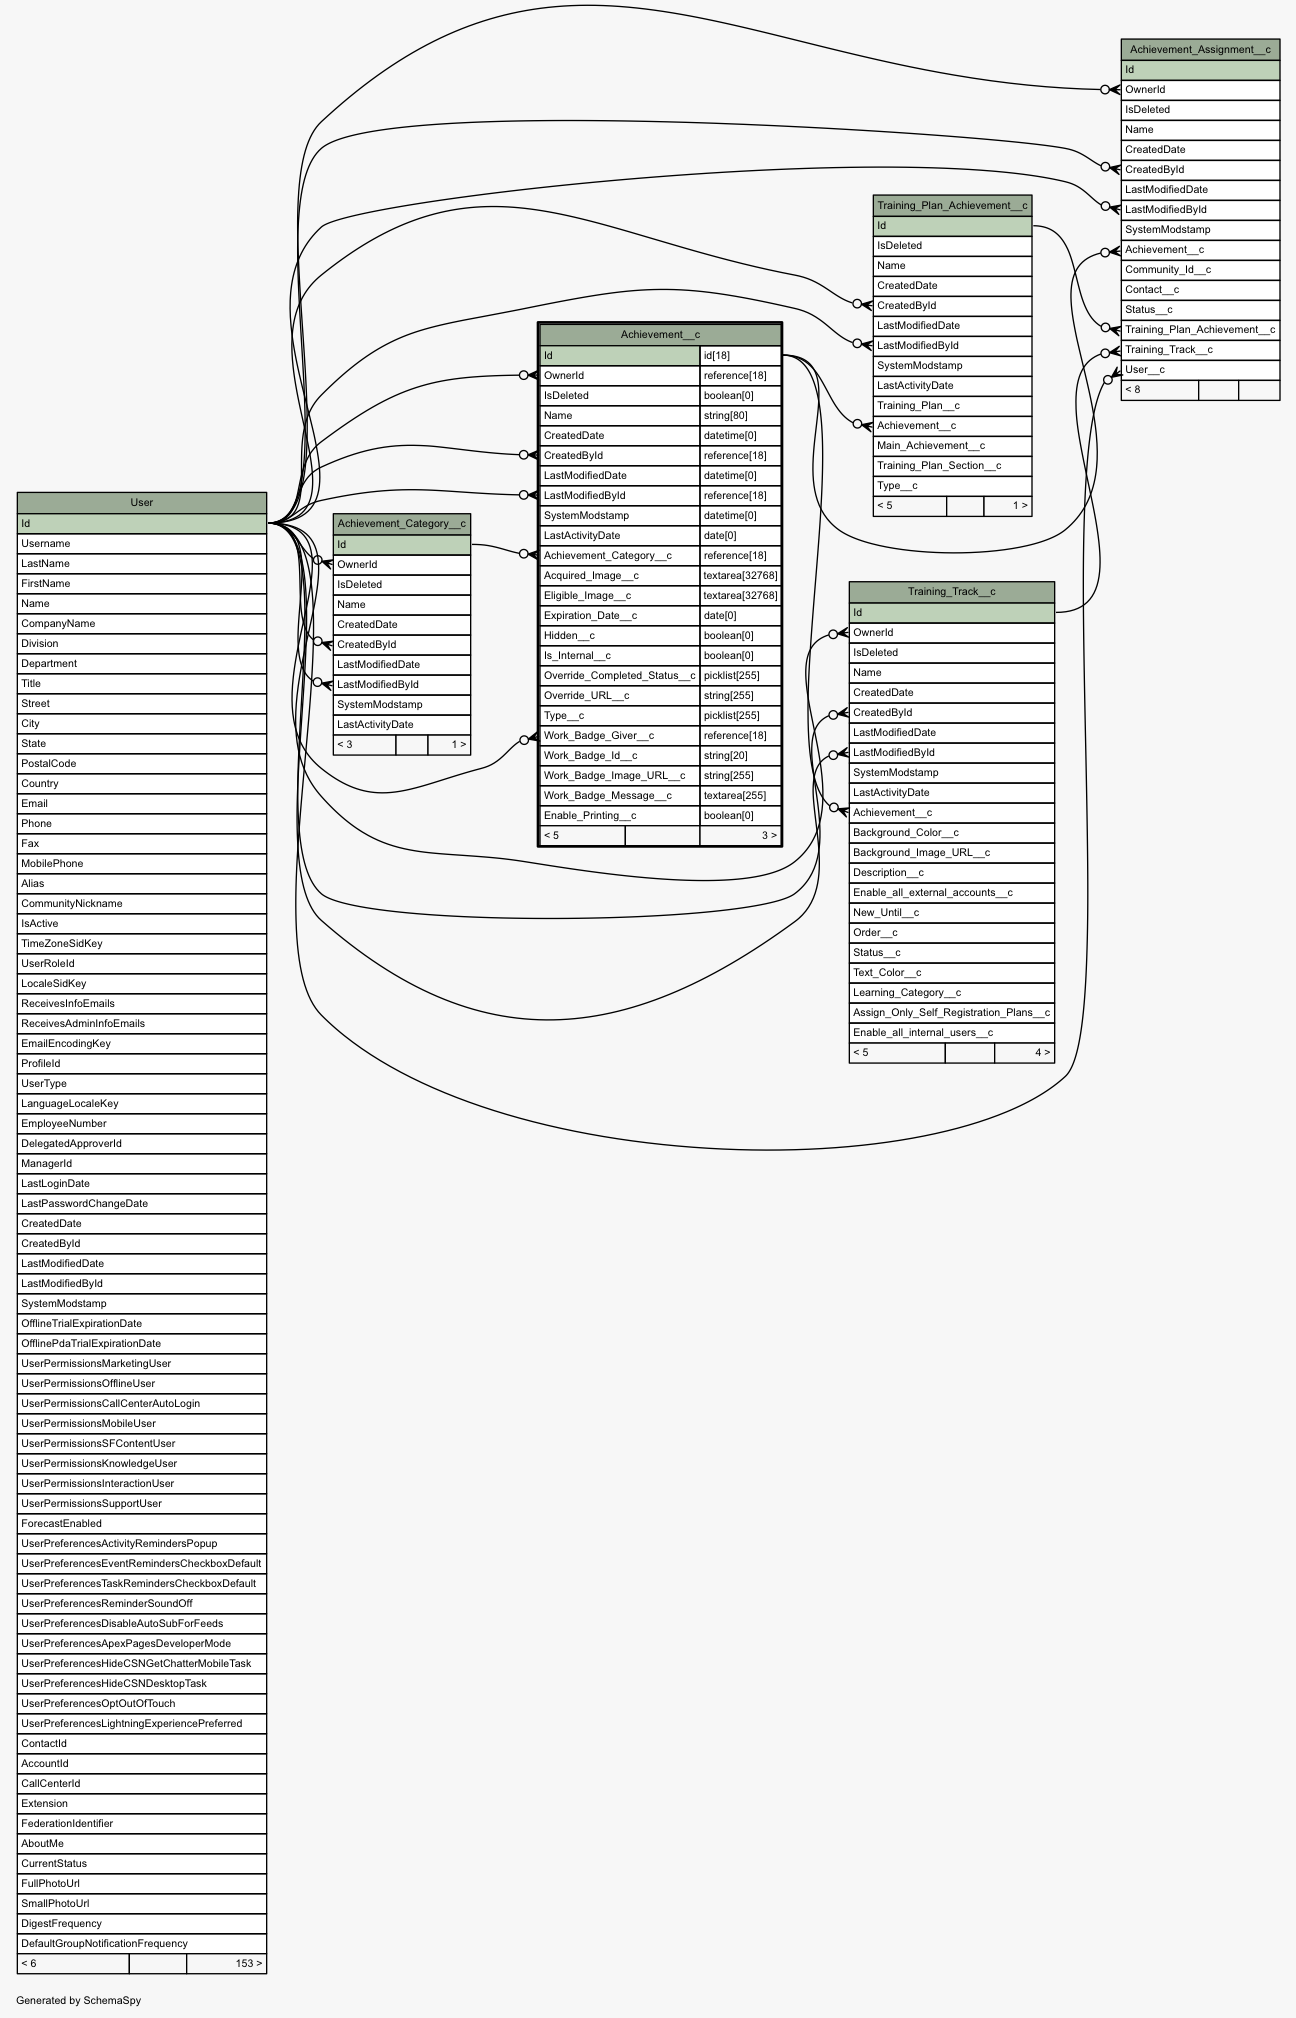 Achievement_Assignment__c
Id
OwnerId
IsDeleted
Name
CreatedDate
CreatedById
LastModifiedDate
LastModifiedById
SystemModstamp
Achievement__c
Community_Id__c
Contact__c
Status__c
Training_Plan_Achievement__c
Training_Track__c
User__c
< 8
Training_Plan_Achievement__c
Id
IsDeleted
Name
CreatedDate
CreatedById
LastModifiedDate
LastModifiedById
SystemModstamp
LastActivityDate
Training_Plan__c
Achievement__c
Main_Achievement__c
Training_Plan_Section__c
Type__c
< 5 1 >
Achievement__c
Id id[18]
OwnerId reference[18]
IsDeleted boolean[0]
Name string[80]
CreatedDate datetime[0]
CreatedById reference[18]
LastModifiedDate datetime[0]
LastModifiedById reference[18]
SystemModstamp datetime[0]
LastActivityDate date[0]
Achievement_Category__c reference[18]
Acquired_Image__c textarea[32768]
Eligible_Image__c textarea[32768]
Expiration_Date__c date[0]
Hidden__c boolean[0]
Is_Internal__c boolean[0]
Override_Completed_Status__c picklist[255]
Override_URL__c string[255]
Type__c picklist[255]
Work_Badge_Giver__c reference[18]
Work_Badge_Id__c string[20]
Work_Badge_Image_URL__c string[255]
Work_Badge_Message__c textarea[255]
Enable_Printing__c boolean[0]
< 5 3 >
Achievement_Category__c
Id
OwnerId
IsDeleted
Name
CreatedDate
CreatedById
LastModifiedDate
LastModifiedById
SystemModstamp
LastActivityDate
< 3 1 >
Training_Track__c
Id
OwnerId
IsDeleted
Name
CreatedDate
CreatedById
LastModifiedDate
LastModifiedById
SystemModstamp
LastActivityDate
Achievement__c
Background_Color__c
Background_Image_URL__c
Description__c
Enable_all_external_accounts__c
New_Until__c
Order__c
Status__c
Text_Color__c
Learning_Category__c
Assign_Only_Self_Registration_Plans__c
Enable_all_internal_users__c
< 5 4 >
User
Id
Username
LastName
FirstName
Name
CompanyName
Division
Department
Title
Street
City
State
PostalCode
Country
Email
Phone
Fax
MobilePhone
Alias
CommunityNickname
IsActive
TimeZoneSidKey
UserRoleId
LocaleSidKey
ReceivesInfoEmails
ReceivesAdminInfoEmails
EmailEncodingKey
ProfileId
UserType
LanguageLocaleKey
EmployeeNumber
DelegatedApproverId
ManagerId
LastLoginDate
LastPasswordChangeDate
CreatedDate
CreatedById
LastModifiedDate
LastModifiedById
SystemModstamp
OfflineTrialExpirationDate
OfflinePdaTrialExpirationDate
UserPermissionsMarketingUser
UserPermissionsOfflineUser
UserPermissionsCallCenterAutoLogin
UserPermissionsMobileUser
UserPermissionsSFContentUser
UserPermissionsKnowledgeUser
UserPermissionsInteractionUser
UserPermissionsSupportUser
ForecastEnabled
UserPreferencesActivityRemindersPopup
UserPreferencesEventRemindersCheckboxDefault
UserPreferencesTaskRemindersCheckboxDefault
UserPreferencesReminderSoundOff
UserPreferencesDisableAutoSubForFeeds
UserPreferencesApexPagesDeveloperMode
UserPreferencesHideCSNGetChatterMobileTask
UserPreferencesHideCSNDesktopTask
UserPreferencesOptOutOfTouch
UserPreferencesLightningExperiencePreferred
ContactId
AccountId
CallCenterId
Extension
FederationIdentifier
AboutMe
CurrentStatus
FullPhotoUrl
SmallPhotoUrl
DigestFrequency
DefaultGroupNotificationFrequency
< 6 153 >
Generated by SchemaSpy